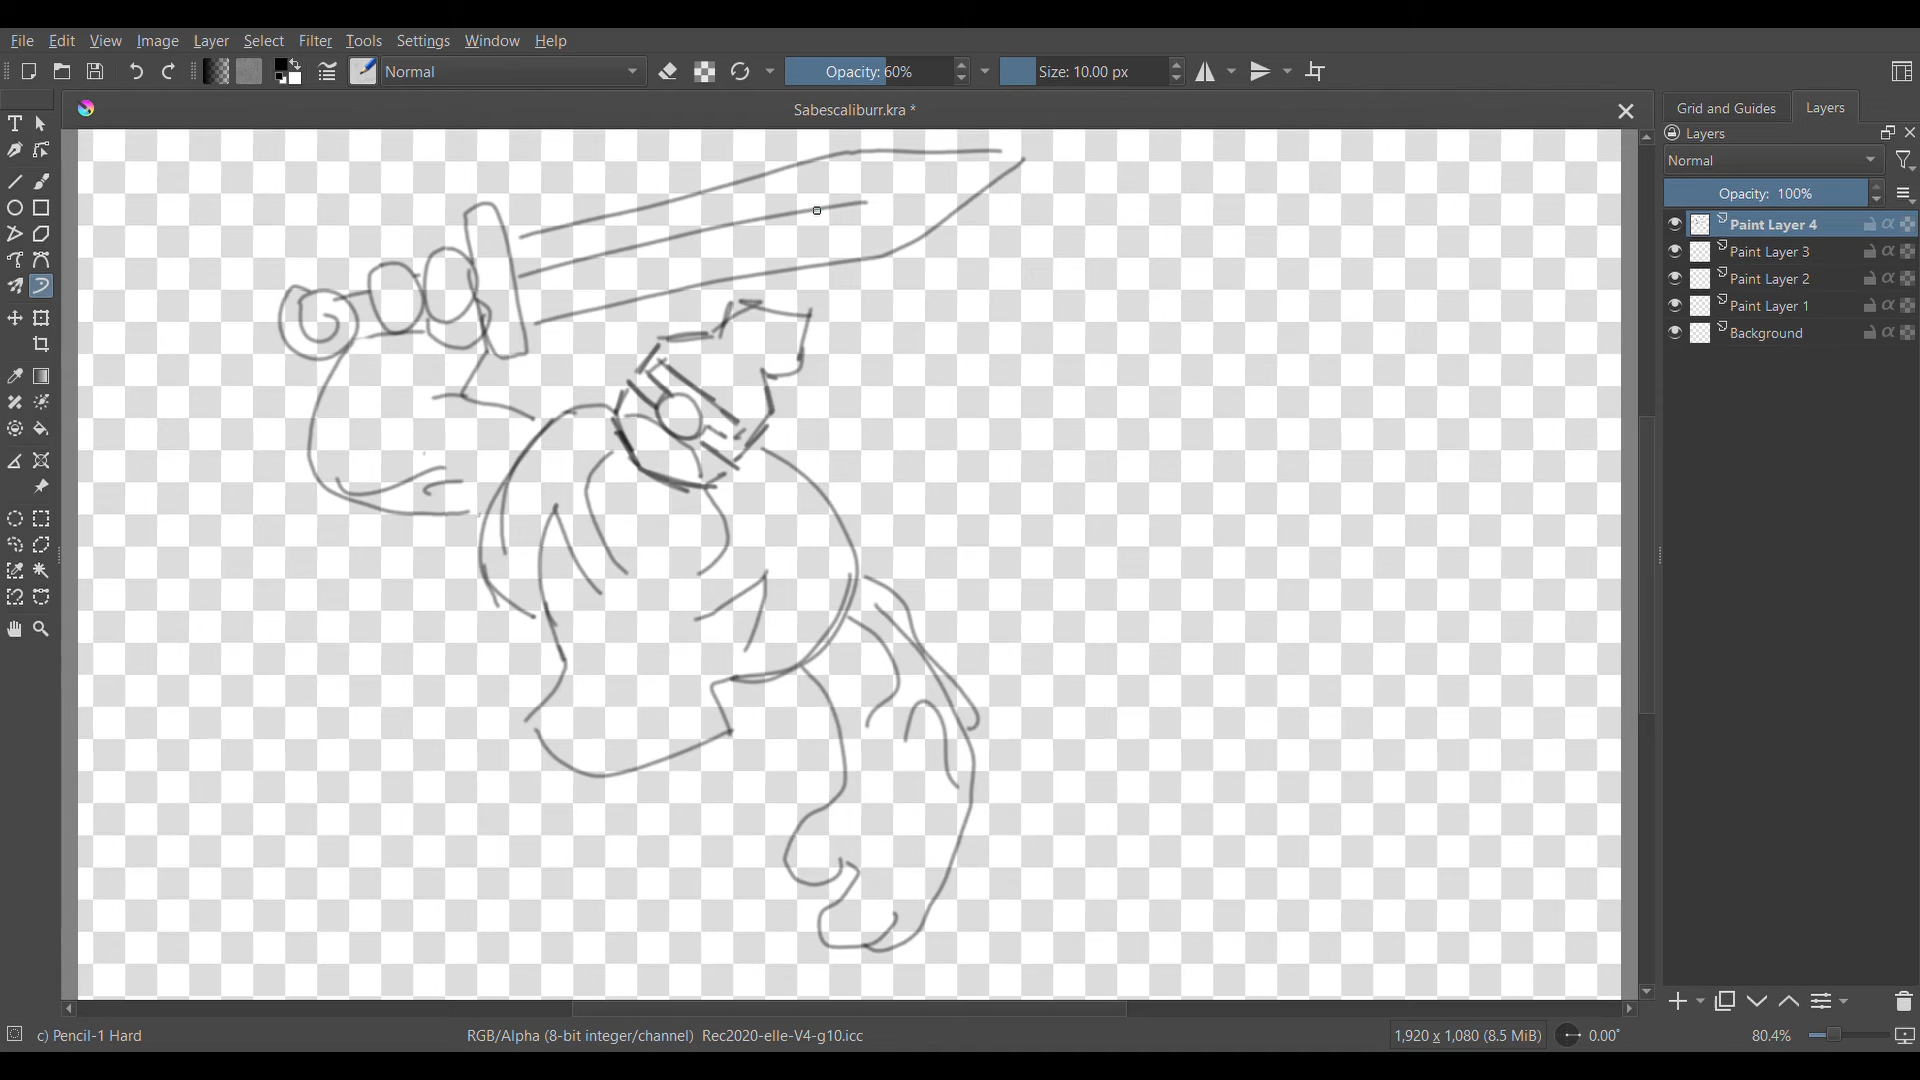 File Edit View Image Layer Select Filter Tools Settings Window Help
Normal Opacity: 60% Size: 10.00 px
Sabescaliburr.kra *
Grid and Guides Layers
Layers
Normal
Opacity: 100%
Paint Layer 4
Paint Layer 3
Paint Layer 2
Paint Layer 1
Background
c) Pencil-1 Hard RGB/Alpha (8-bit integer/channel) Rec2020-elle-V4-g10.icc 1,920 x 1,080 (8.5 MiB) 0.00° 80.4%